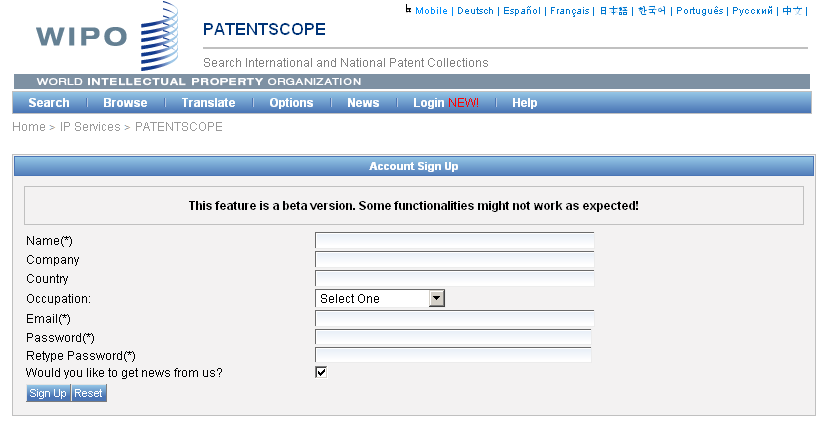 Mobile | Deutsch | Español | Français | 日本語 | 한국어 | Português | Русский | 中文 |
WIPO
PATENTSCOPE
Search International and National Patent Collections
WORLD INTELLECTUAL PROPERTY ORGANIZATION
Search | Browse | Translate | Options | News | Login NEW! | Help
Home > IP Services > PATENTSCOPE
Account Sign Up
This feature is a beta version. Some functionalities might not work as expected!
Name(*)
Company
Country
Occupation: Select One
Email(*)
Password(*)
Retype Password(*)
Would you like to get news from us?
Sign Up Reset